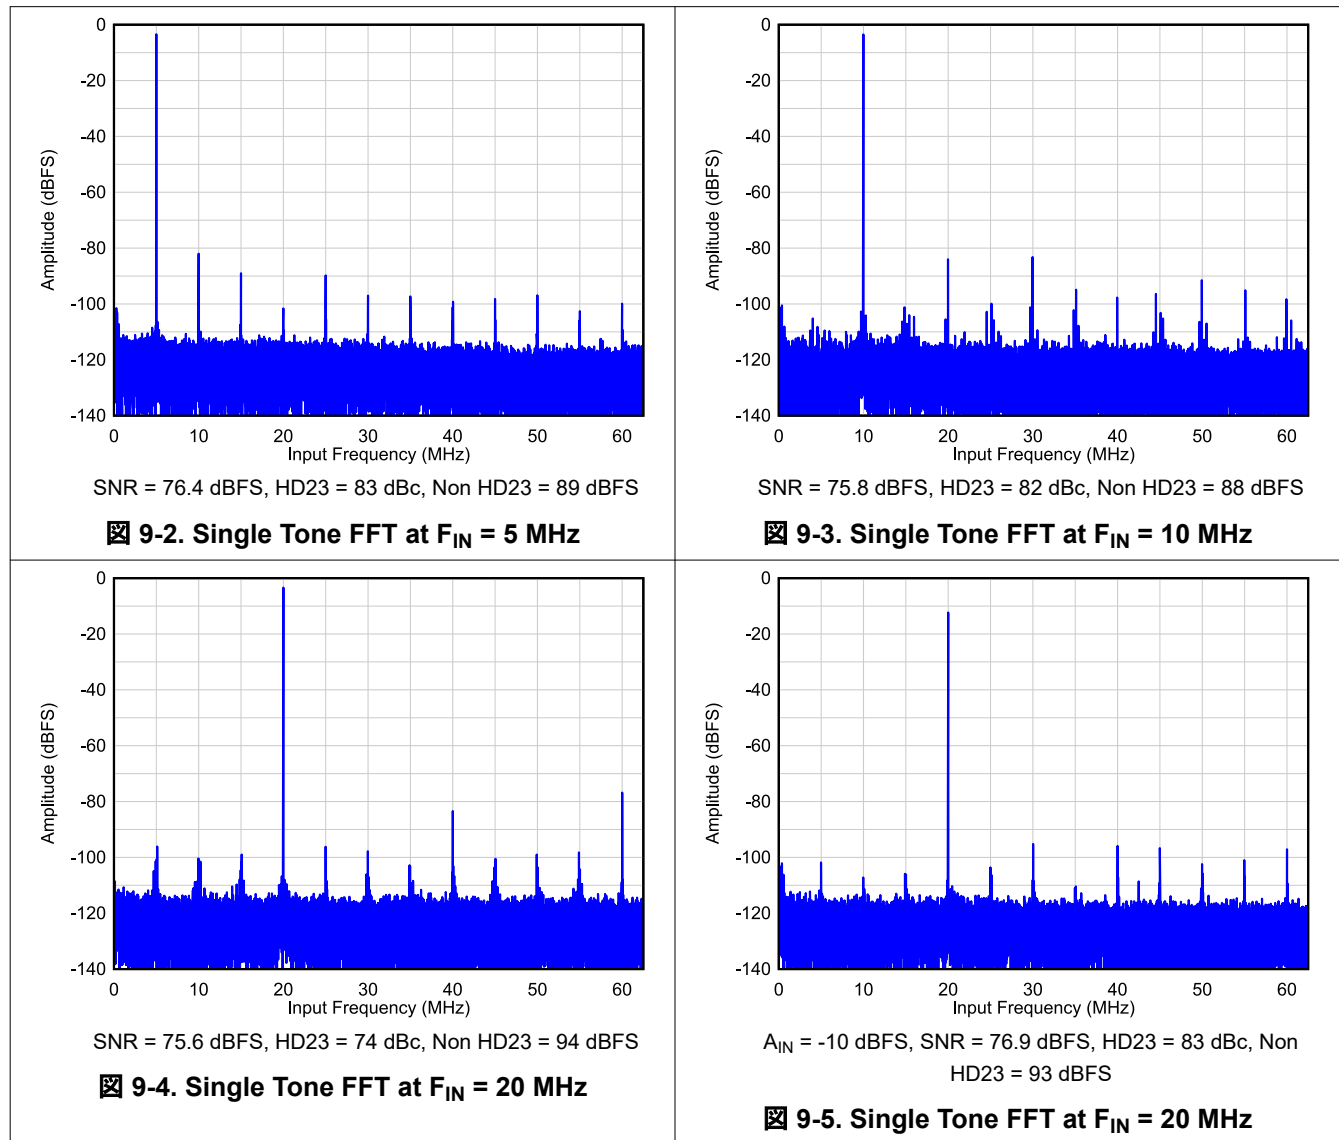 0
-20
-40
-60
-80
-100
-120
-140
Amplitude (dBFS)
0 10 20 30 40 50 60
Input Frequency (MHz)
SNR = 76.4 dBFS, HD23 = 83 dBc, Non HD23 = 89 dBFS
図 9-2. Single Tone FFT at FIN = 5 MHz
0
-20
-40
-60
-80
-100
-120
-140
Amplitude (dBFS)
0 10 20 30 40 50 60
Input Frequency (MHz)
SNR = 75.8 dBFS, HD23 = 82 dBc, Non HD23 = 88 dBFS
図 9-3. Single Tone FFT at FIN = 10 MHz
0
-20
-40
-60
-80
-100
-120
-140
Amplitude (dBFS)
0 10 20 30 40 50 60
Input Frequency (MHz)
SNR = 75.6 dBFS, HD23 = 74 dBc, Non HD23 = 94 dBFS
図 9-4. Single Tone FFT at FIN = 20 MHz
0
-20
-40
-60
-80
-100
-120
-140
Amplitude (dBFS)
0 10 20 30 40 50 60
Input Frequency (MHz)
AIN = -10 dBFS, SNR = 76.9 dBFS, HD23 = 83 dBc, Non
HD23 = 93 dBFS
図 9-5. Single Tone FFT at FIN = 20 MHz